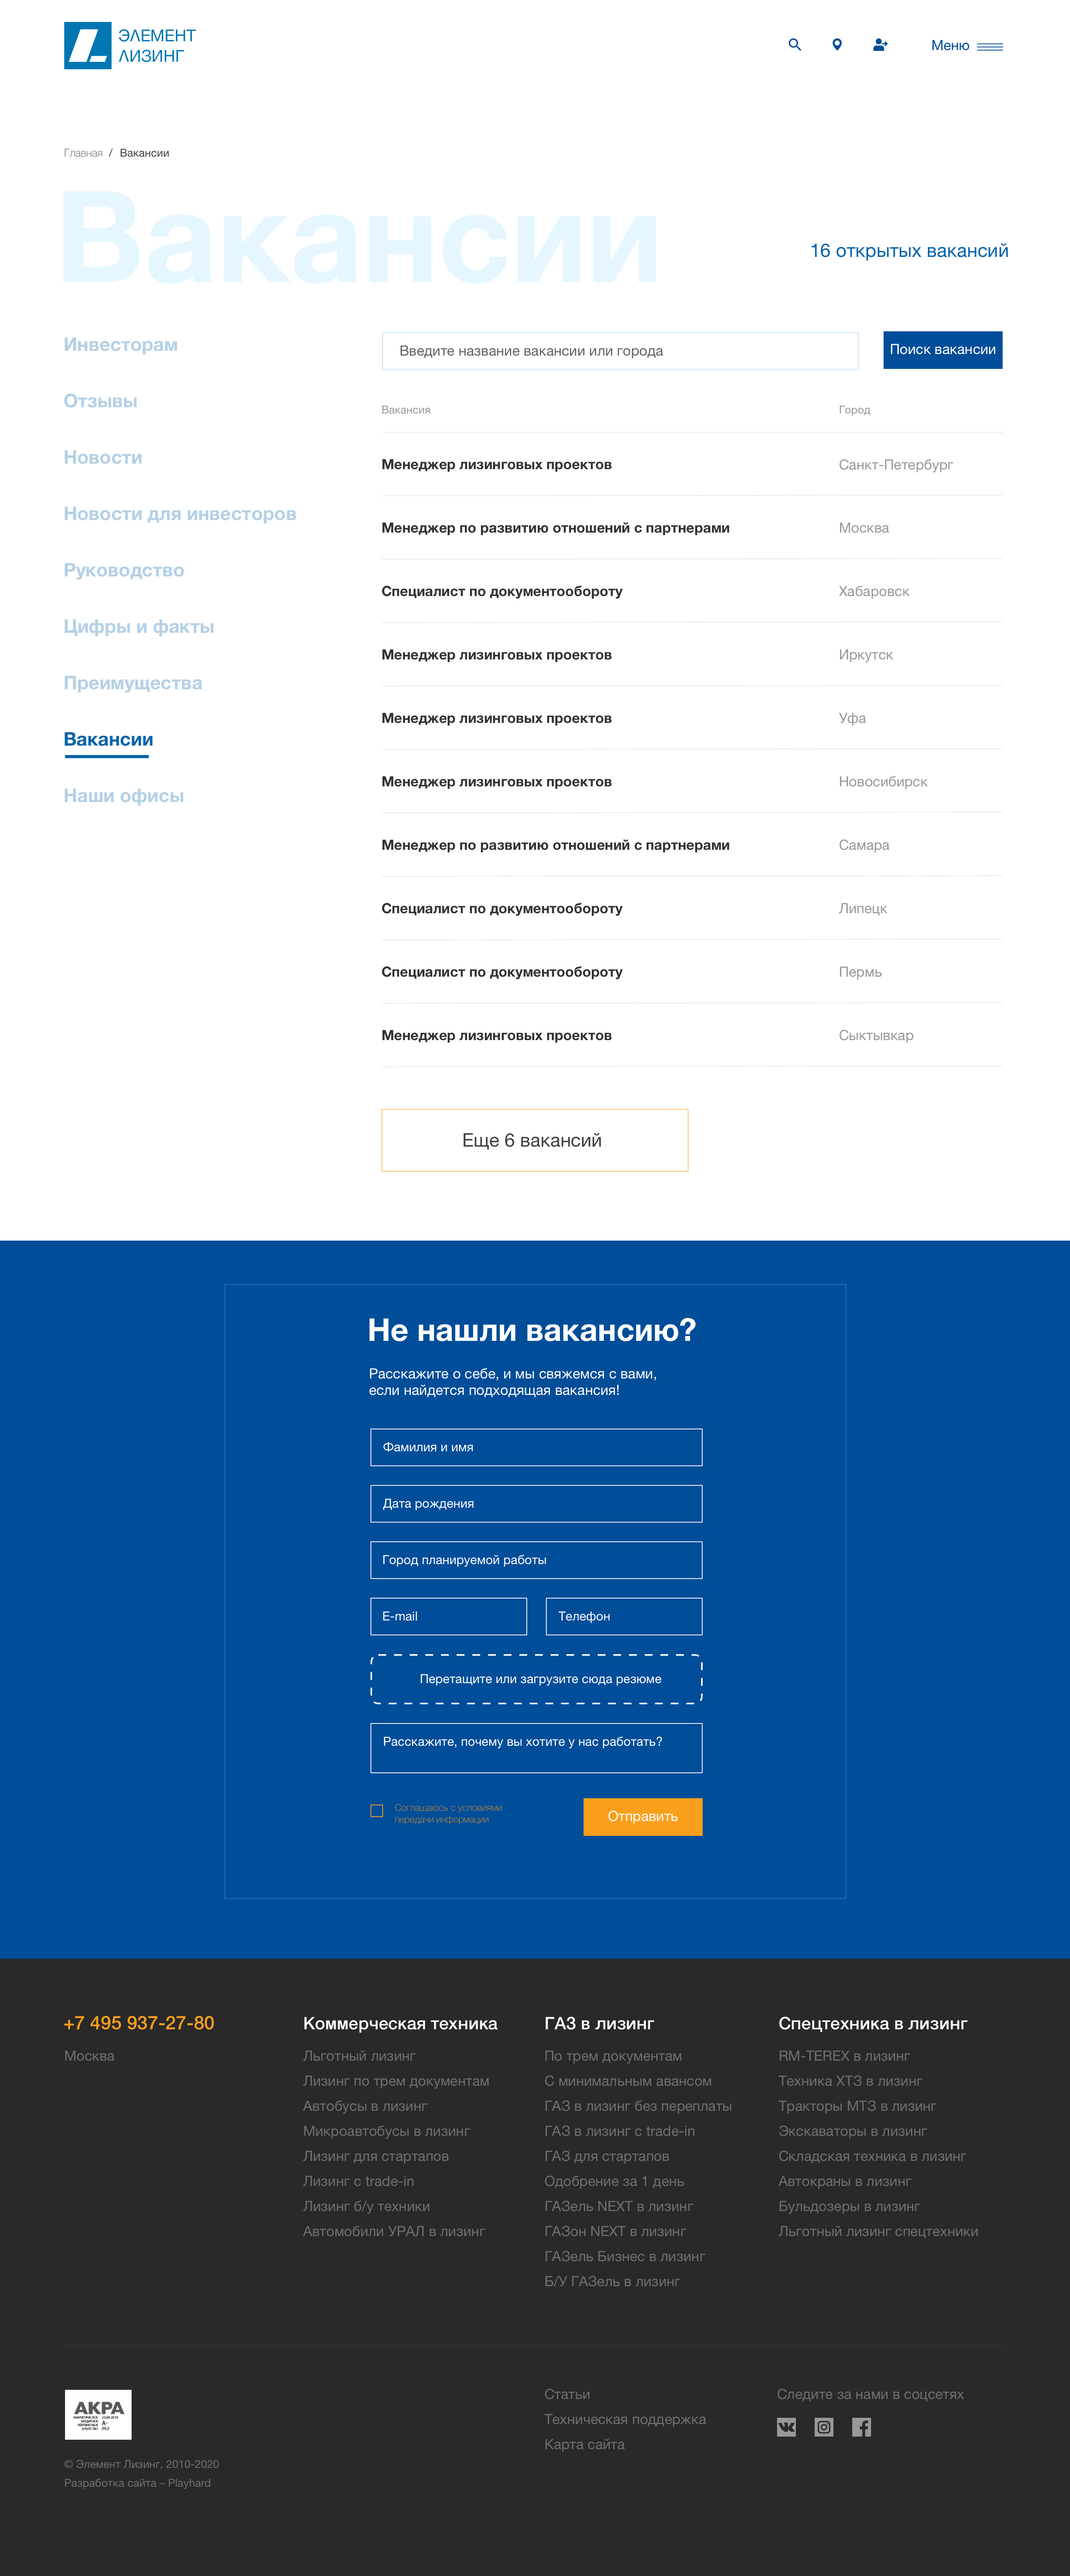 ЭЛЕМЕНТ
ЛИЗИНГ
Меню
Главная / Вакансии
Вакансии
16 открытых вакансий
Инвесторам
Отзывы
Новости
Новости для инвесторов
Руководство
Цифры и факты
Преимущества
Вакансии
Наши офисы
Введите название вакансии или города
Поиск вакансии
Вакансия Город
Менеджер лизинговых проектов Санкт-Петербург
Менеджер по развитию отношений с партнерами Москва
Специалист по документообороту Хабаровск
Менеджер лизинговых проектов Иркутск
Менеджер лизинговых проектов Уфа
Менеджер лизинговых проектов Новосибирск
Менеджер по развитию отношений с партнерами Самара
Специалист по документообороту Липецк
Специалист по документообороту Пермь
Менеджер лизинговых проектов Сыктывкар
Еще 6 вакансий
Не нашли вакансию?
Расскажите о себе, и мы свяжемся с вами,
если найдется подходящая вакансия!
Фамилия и имя
Дата рождения
Город планируемой работы
E-mail
Телефон
Перетащите или загрузите сюда резюме
Расскажите, почему вы хотите у нас работать?
Соглашаюсь с условиями
передачи информации
Отправить
+7 495 937-27-80
Москва
Коммерческая техника
Льготный лизинг
Лизинг по трем документам
Автобусы в лизинг
Микроавтобусы в лизинг
Лизинг для стартапов
Лизинг с trade-in
Лизинг б/у техники
Автомобили УРАЛ в лизинг
ГАЗ в лизинг
По трем документам
С минимальным авансом
ГАЗ в лизинг без переплаты
ГАЗ в лизинг с trade-in
ГАЗ для стартапов
Одобрение за 1 день
ГАЗель NEXT в лизинг
ГАЗон NEXT в лизинг
ГАЗель Бизнес в лизинг
Б/У ГАЗель в лизинг
Спецтехника в лизинг
RM-TEREX в лизинг
Техника ХТЗ в лизинг
Тракторы МТЗ в лизинг
Экскаваторы в лизинг
Складская техника в лизинг
Автокраны в лизинг
Бульдозеры в лизинг
Льготный лизинг спецтехники
АКРА
© Элемент Лизинг, 2010-2020
Разработка сайта – Playhard
Статьи
Техническая поддержка
Карта сайта
Следите за нами в соцсетях